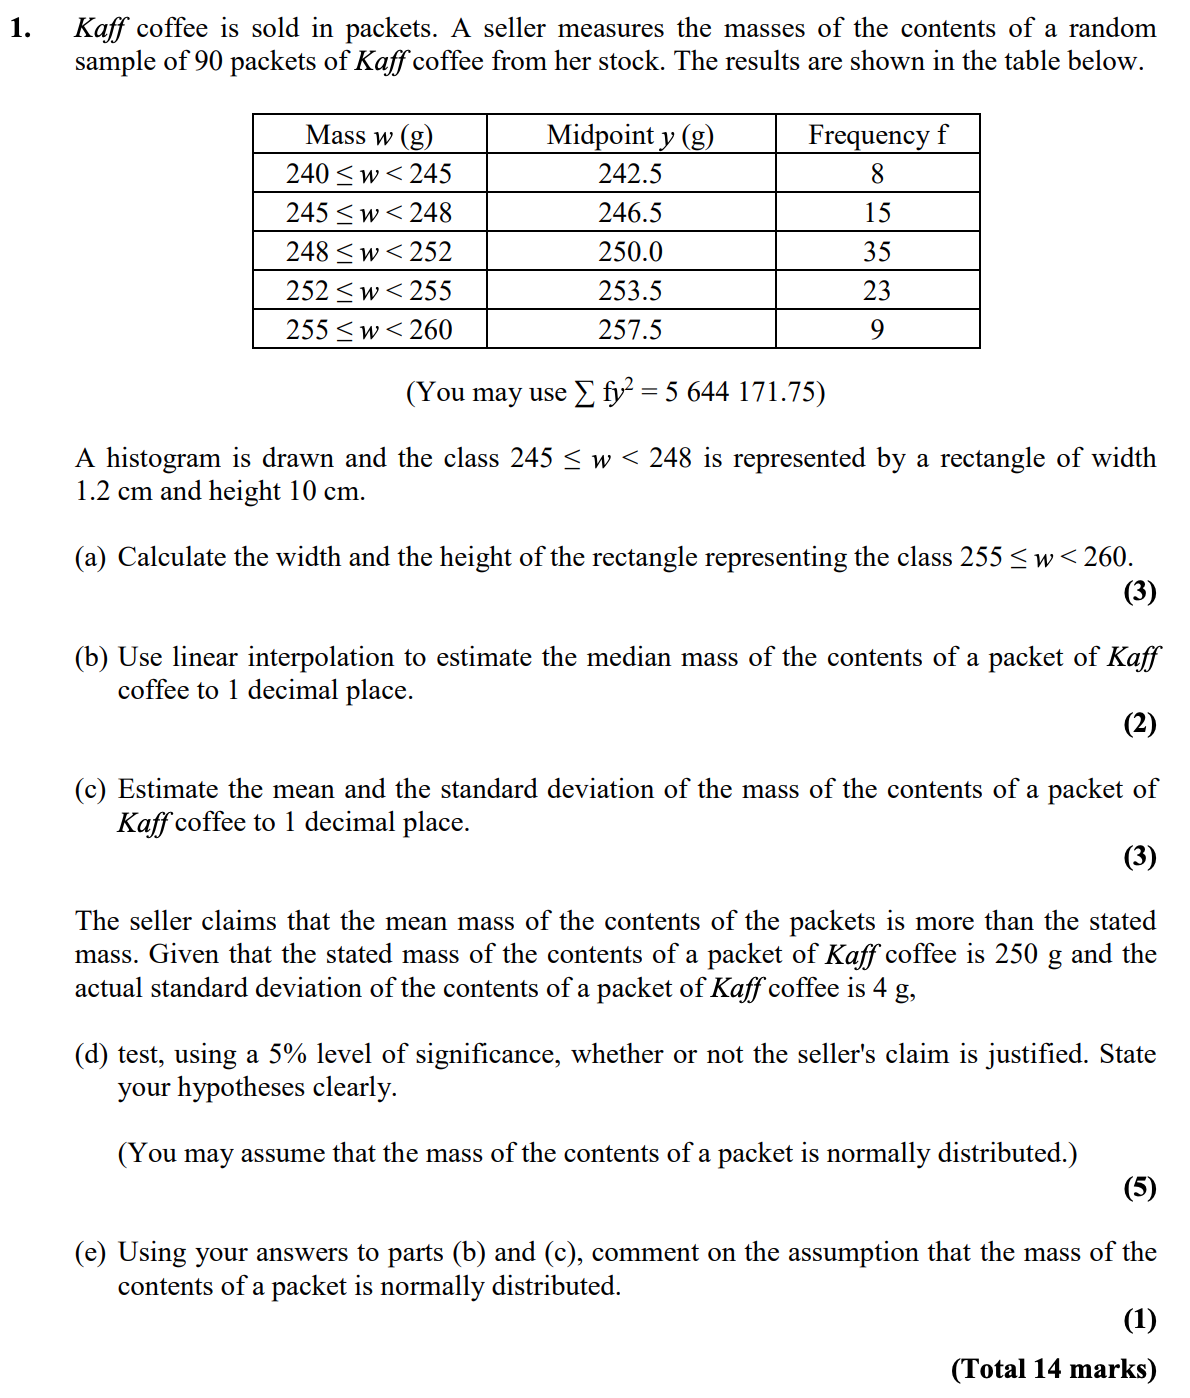 1. Kaff coffee is sold in packets. A seller measures the masses of the contents of a random
sample of 90 packets of Kaff coffee from her stock. The results are shown in the table below.
Mass w (g) Midpoint y (g) Frequency f
240 ≤ w < 245 242.5 8
245 ≤ w < 248 246.5 15
248 ≤ w < 252 250.0 35
252 ≤ w < 255 253.5 23
255 ≤ w < 260 257.5 9
(You may use ∑ fy² = 5 644 171.75)
A histogram is drawn and the class 245 ≤ w < 248 is represented by a rectangle of width
1.2 cm and height 10 cm.
(a) Calculate the width and the height of the rectangle representing the class 255 ≤ w < 260.
(3)
(b) Use linear interpolation to estimate the median mass of the contents of a packet of Kaff
coffee to 1 decimal place.
(2)
(c) Estimate the mean and the standard deviation of the mass of the contents of a packet of
Kaff coffee to 1 decimal place.
(3)
The seller claims that the mean mass of the contents of the packets is more than the stated
mass. Given that the stated mass of the contents of a packet of Kaff coffee is 250 g and the
actual standard deviation of the contents of a packet of Kaff coffee is 4 g,
(d) test, using a 5% level of significance, whether or not the seller's claim is justified. State
your hypotheses clearly.
(You may assume that the mass of the contents of a packet is normally distributed.)
(5)
(e) Using your answers to parts (b) and (c), comment on the assumption that the mass of the
contents of a packet is normally distributed.
(1)
(Total 14 marks)